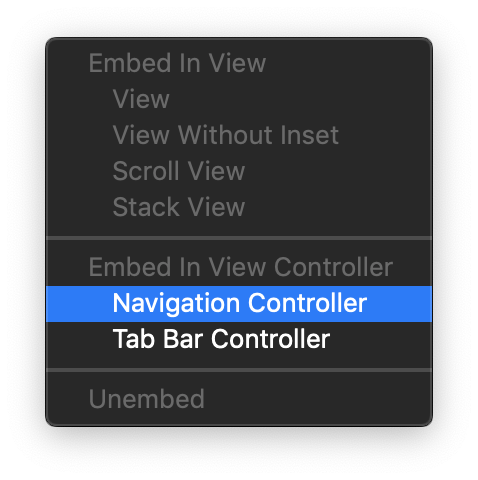 Embed In View
View
View Without Inset
Scroll View
Stack View
Embed In View Controller
Navigation Controller
Tab Bar Controller
Unembed